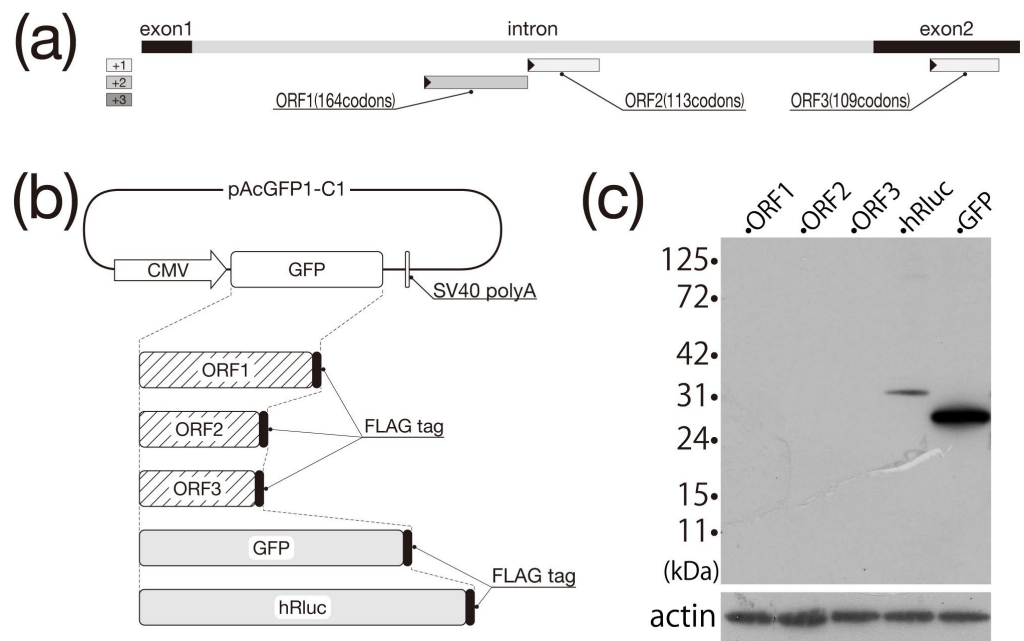 (a)
exon1
intron
exon2
+1
+2
+3
ORF1(164codons)
ORF2(113codons)
ORF3(109codons)
(b)
pAcGFP1-C1
CMV
GFP
SV40 polyA
ORF1
ORF2
FLAG tag
ORF3
GFP
FLAG tag
hRluc
(c)
•ORF1
•ORF2
•ORF3
•hRluc
•GFP
125•
72•
42•
31•
24•
15•
11•
(kDa)
actin